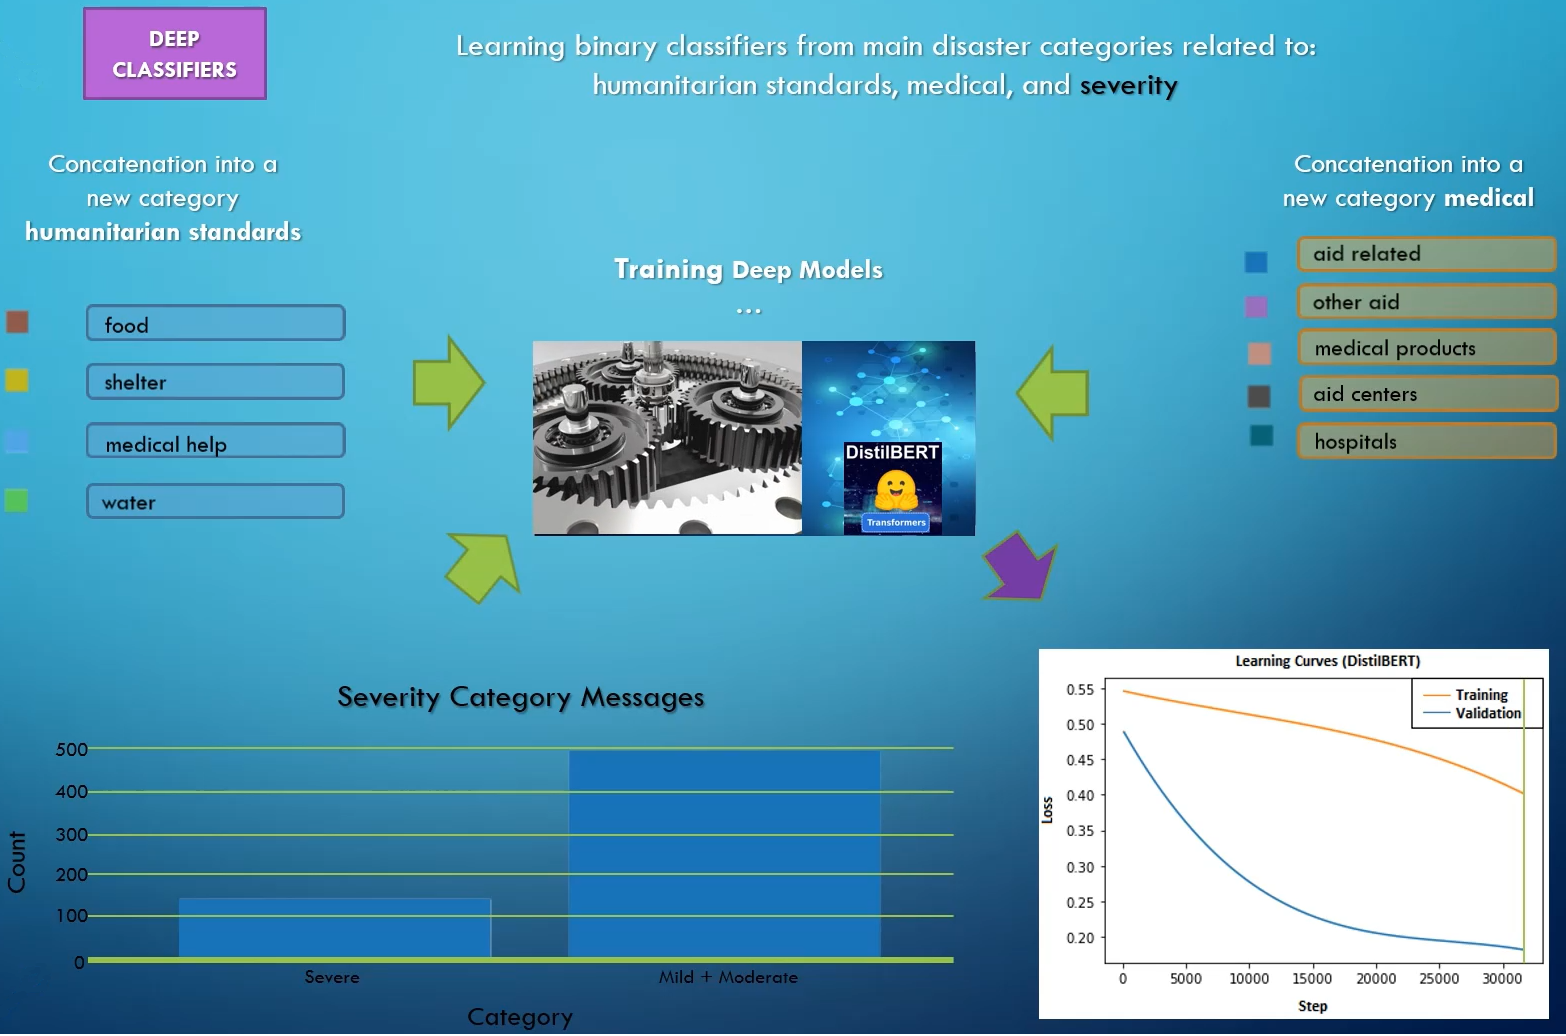 DEEP
CLASSIFIERS
Learning binary classifiers from main disaster categories related to:
humanitarian standards, medical, and severity
Concatenation into a
new category
humanitarian standards
food
shelter
medical help
water
Training Deep Models
...
DistilBERT
Transformers
Concatenation into a
new category medical
aid related
other aid
medical products
aid centers
hospitals
Severity Category Messages
Count
500
400
300
200
100
0
Severe
Mild + Moderate
Category
Learning Curves (DistilBERT)
Training
Validation
Loss
0.55
0.50
0.45
0.40
0.35
0.30
0.25
0.20
0
5000
10000
15000
20000
25000
30000
Step